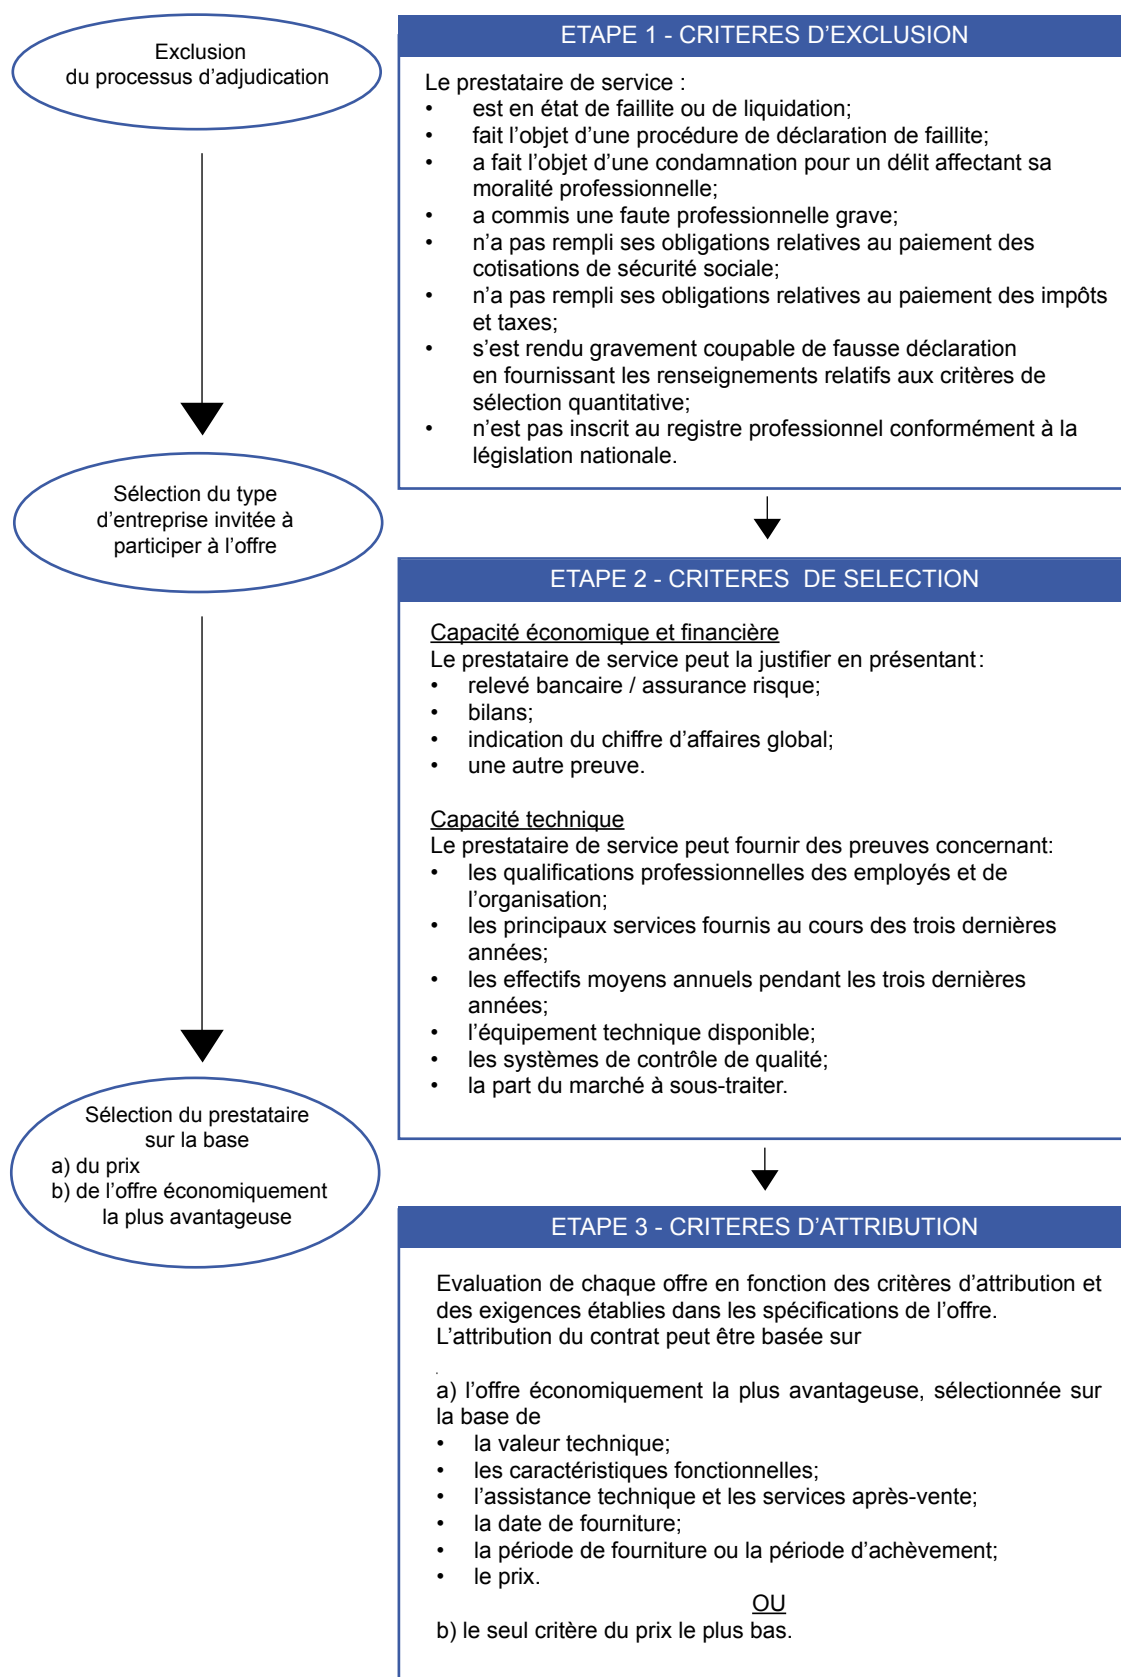 Exclusion
du processus d'adjudication
ETAPE 1 - CRITERES D'EXCLUSION
Le prestataire de service :
• est en état de faillite ou de liquidation;
• fait l'objet d'une procédure de déclaration de faillite;
• a fait l'objet d'une condamnation pour un délit affectant sa
moralité professionnelle;
• a commis une faute professionnelle grave;
• n'a pas rempli ses obligations relatives au paiement des
cotisations de sécurité sociale;
• n'a pas rempli ses obligations relatives au paiement des impôts
et taxes;
• s'est rendu gravement coupable de fausse déclaration
en fournissant les renseignements relatifs aux critères de
sélection quantitative;
• n'est pas inscrit au registre professionnel conformément à la
législation nationale.
Sélection du type
d'entreprise invitée à
participer à l'offre
ETAPE 2 - CRITERES DE SELECTION
Capacité économique et financière
Le prestataire de service peut la justifier en présentant :
• relevé bancaire / assurance risque;
• bilans;
• indication du chiffre d'affaires global;
• une autre preuve.
Capacité technique
Le prestataire de service peut fournir des preuves concernant:
• les qualifications professionnelles des employés et de
l'organisation;
• les principaux services fournis au cours des trois dernières
années;
• les effectifs moyens annuels pendant les trois dernières
années;
• l'équipement technique disponible;
• les systèmes de contrôle de qualité;
• la part du marché à sous-traiter.
Sélection du prestataire
sur la base
a) du prix
b) de l'offre économiquement
la plus avantageuse
ETAPE 3 - CRITERES D'ATTRIBUTION
Evaluation de chaque offre en fonction des critères d'attribution et
des exigences établies dans les spécifications de l'offre.
L'attribution du contrat peut être basée sur
.
a) l'offre économiquement la plus avantageuse, sélectionnée sur
la base de
• la valeur technique;
• les caractéristiques fonctionnelles;
• l'assistance technique et les services après-vente;
• la date de fourniture;
• la période de fourniture ou la période d'achèvement;
• le prix.
OU
b) le seul critère du prix le plus bas.